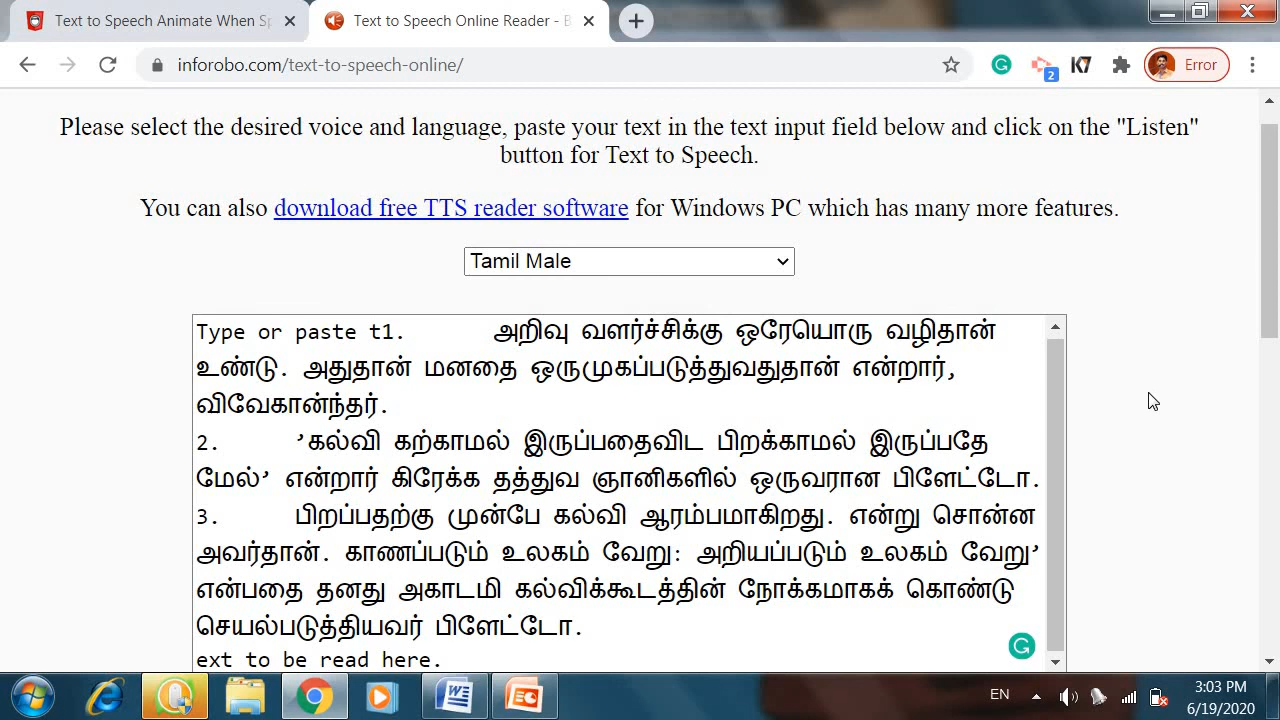 Text to Speech Animate When Sp
Text to Speech Online Reader - B
inforobo.com/text-to-speech-online/
2
K7
Error
Please select the desired voice and language, paste your text in the text input field below and click on the "Listen"
button for Text to Speech.
You can also download free TTS reader software for Windows PC which has many more features.
Tamil Male
Type or paste t1. அறிவு வளர்ச்சிக்கு ஒரேயொரு வழிதான்
உண்டு. அதுதான் மனதை ஒருமுகப்படுத்துவதுதான் என்றார்,
விவேகான்ந்தர்.
2. ’கல்வி கற்காமல் இருப்பதைவிட பிறக்காமல் இருப்பதே
மேல்’ என்றார் கிரேக்க தத்துவ ஞானிகளில் ஒருவரான பிளேட்டோ.
3. பிறப்பதற்கு முன்பே கல்வி ஆரம்பமாகிறது. என்று சொன்ன
அவர்தான். காணப்படும் உலகம் வேறு: அறியப்படும் உலகம் வேறு’
என்பதை தனது அகாடமி கல்விக்கூடத்தின் நோக்கமாகக் கொண்டு
செயல்படுத்தியவர் பிளேட்டோ.
ext to be read here.
EN
3:03 PM
6/19/2020